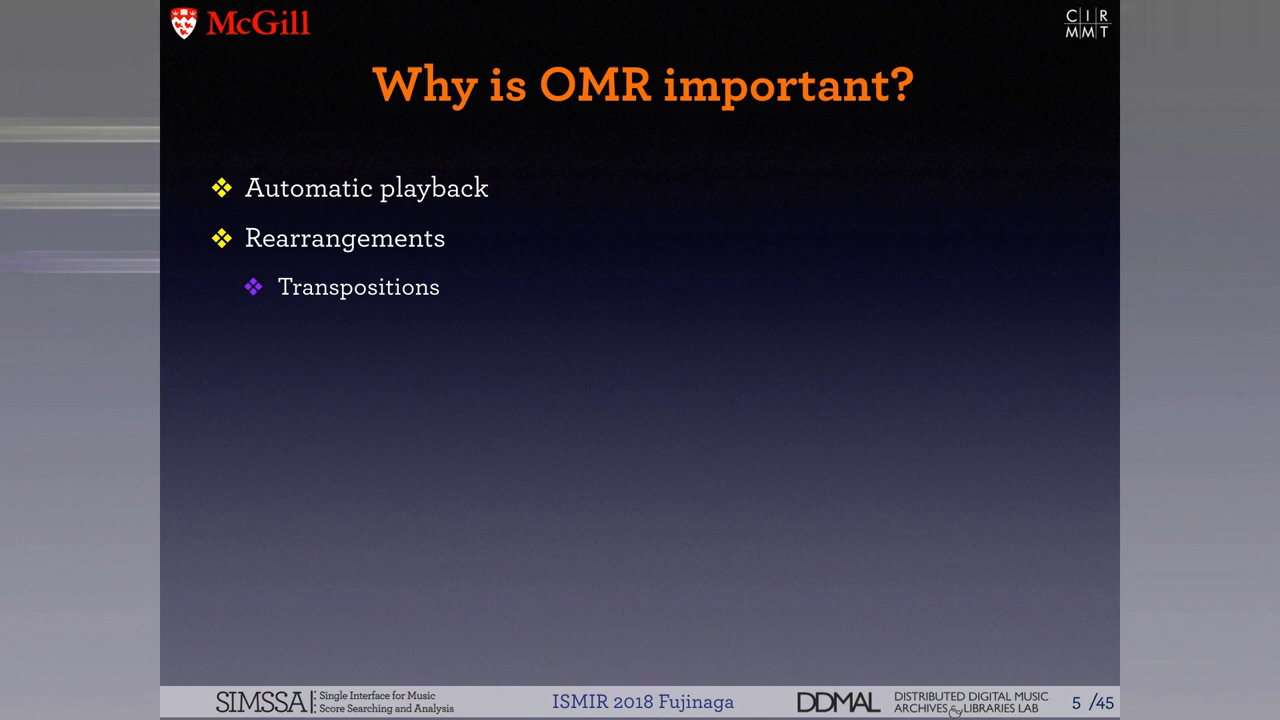 McGill
C I R
M M T
Why is OMR important?
Automatic playback
Rearrangements
Transpositions
SIMSSA
Single Interface for Music
Score Searching and Analysis
ISMIR 2018 Fujinaga
DDMAL
DISTRIBUTED DIGITAL MUSIC
ARCHIVES & LIBRARIES LAB
5 /45